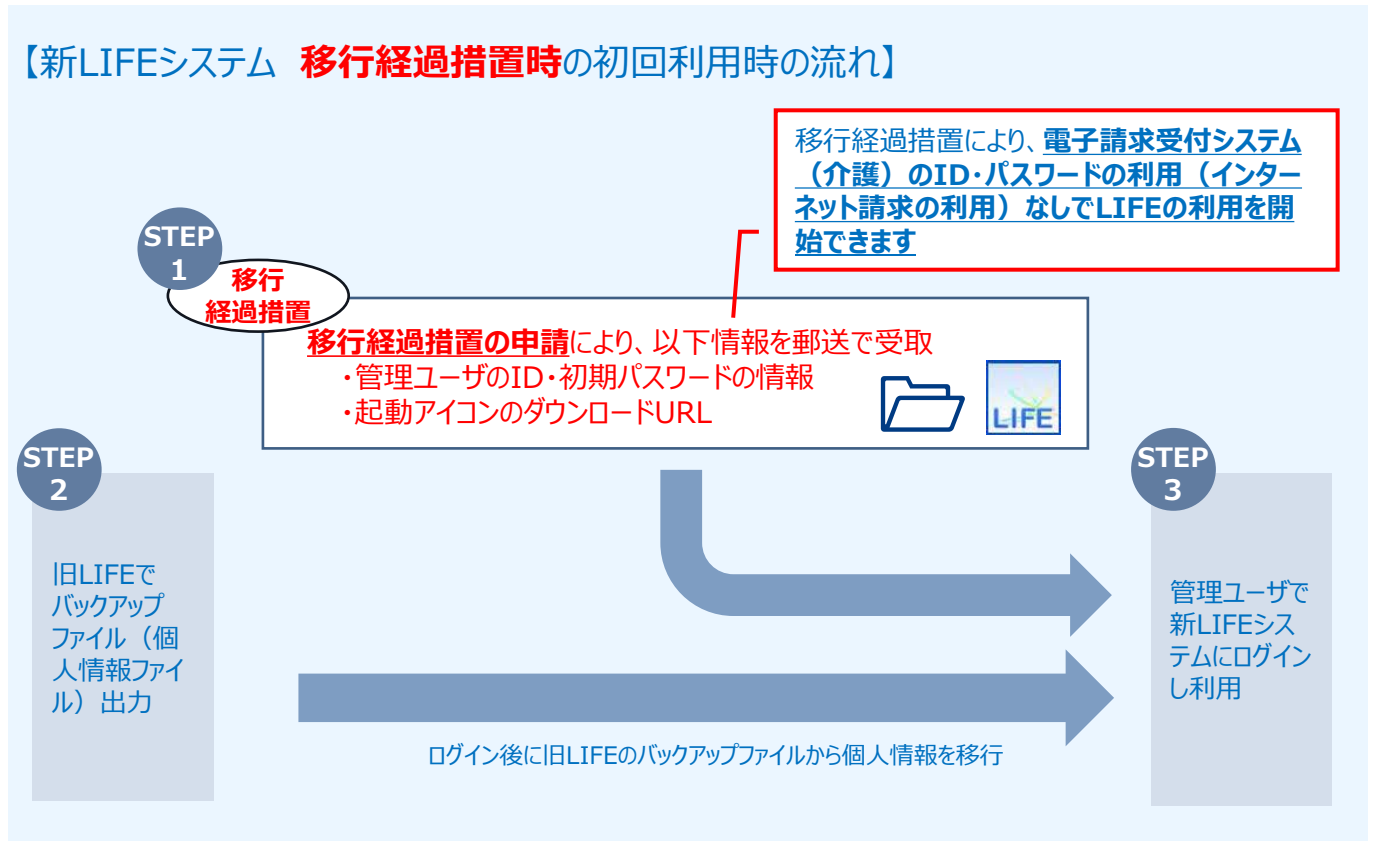 【新LIFEシステム 移行経過措置時の初回利用時の流れ】
移行経過措置により、電子請求受付システム
（介護）のID・パスワードの利用（インター
ネット請求の利用）なしでLIFEの利用を開
始できます
STEP
1
移行
経過措置
移行経過措置の申請により、以下情報を郵送で受取
・管理ユーザのID・初期パスワードの情報
・起動アイコンのダウンロードURL
LIFE
STEP
2
旧LIFEで
バックアップ
ファイル（個
人情報ファイ
ル）出力
STEP
3
管理ユーザで
新LIFEシス
テムにログイン
し利用
ログイン後に旧LIFEのバックアップファイルから個人情報を移行